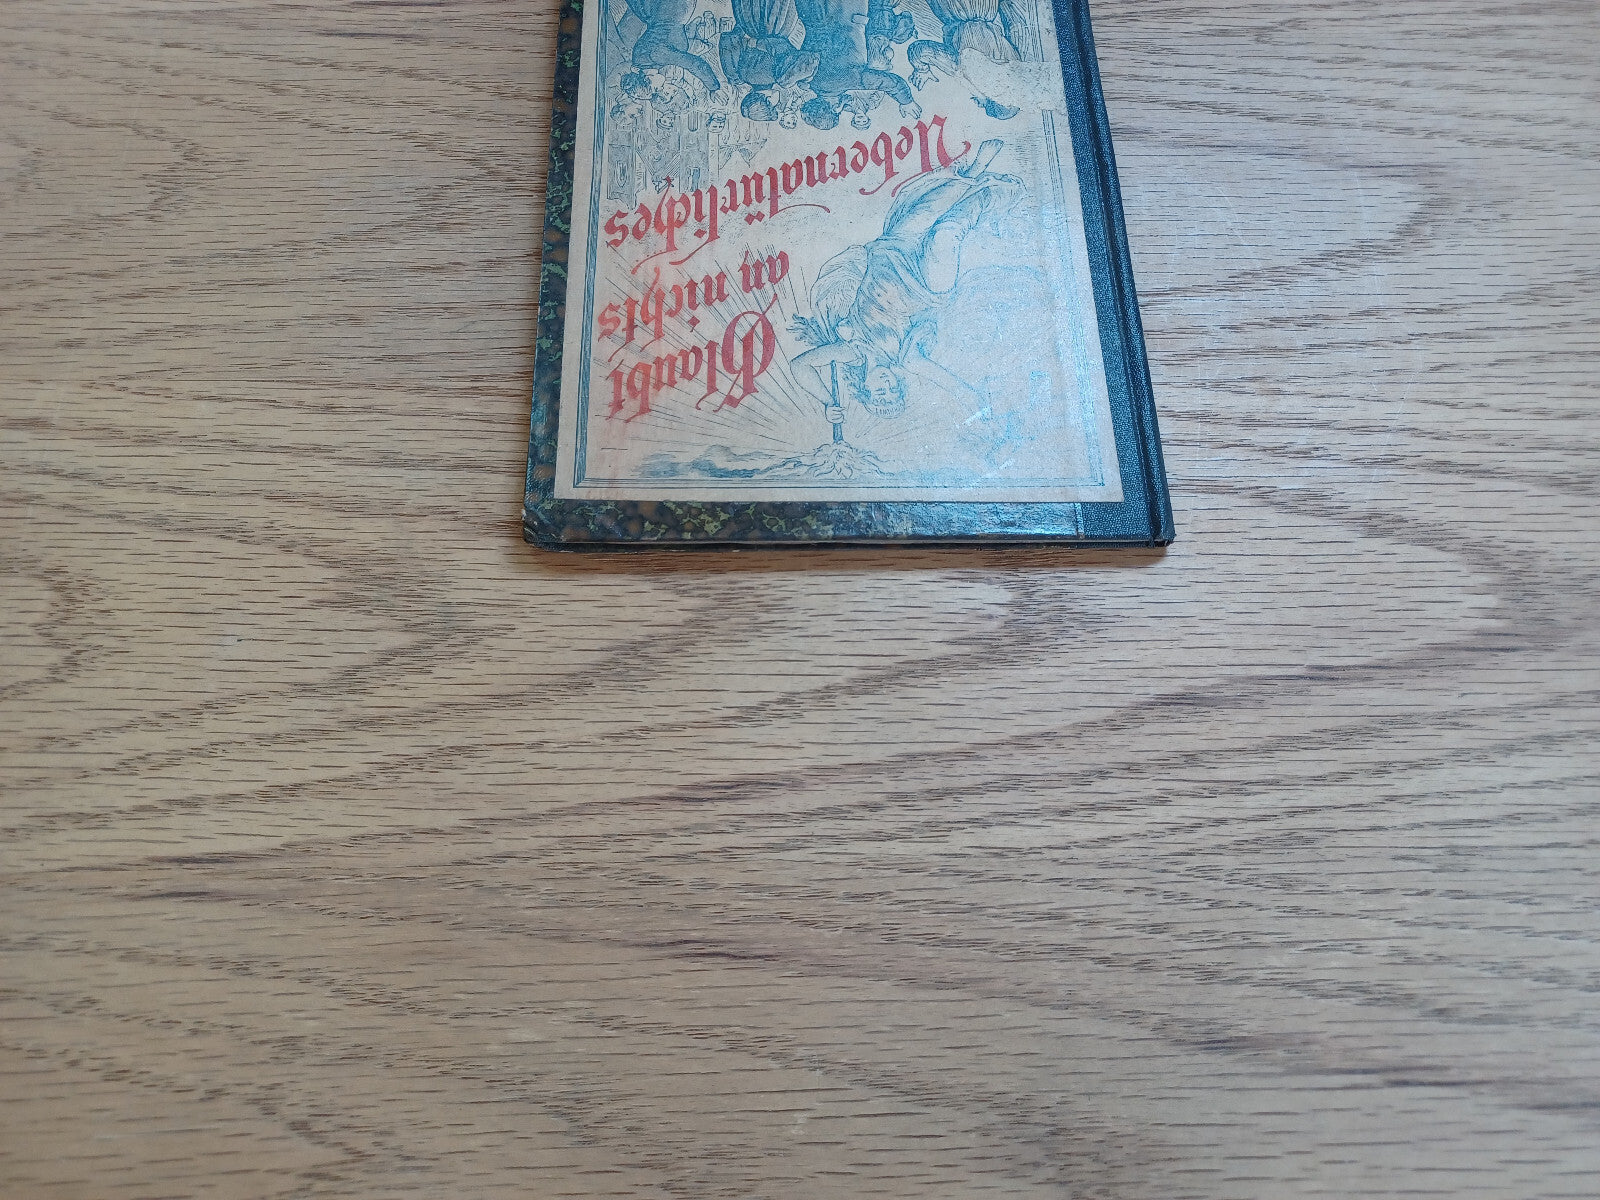 Glaubt
an nichts
Uebernatürliches